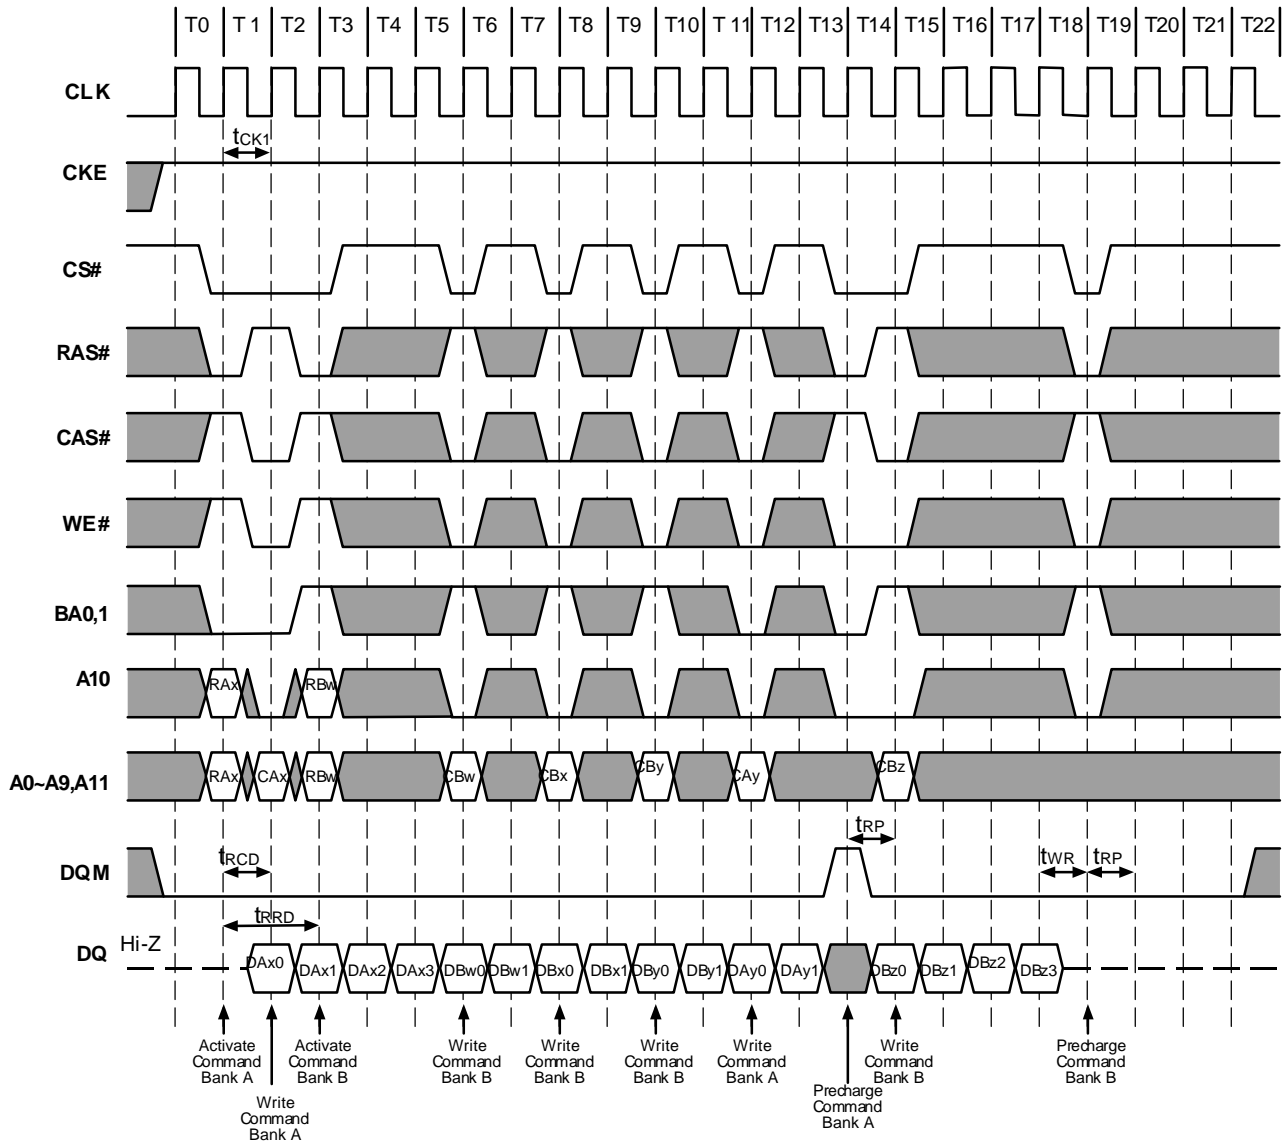 T0 T 1 T2 T3 T4 T5 T6 T7 T8 T9 T10 T 11 T12 T13 T14 T15 T16 T17 T18 T19 T20 T21 T22
CLK
tCK1
CKE
CS#
RAS#
CAS#
WE#
BA0,1
A10
RAx RBw
A0~A9,A11
RAx CAx RBw CBw CBx CBy CAy CBz
tRP
DQM
tRCD tWR tRP
tRRD
DQ Hi-Z
DAx0 DAx1 DAx2 DAx3 DBw0 DBw1 DBx0 DBx1 DBy0 DBy1 DAy0 DAy1 DBz0 DBz1 DBz2 DBz3
Activate
Command
Bank A
Write
Command
Bank A
Activate
Command
Bank B
Write
Command
Bank B
Write
Command
Bank B
Write
Command
Bank B
Write
Command
Bank A
Precharge
Command
Bank A
Write
Command
Bank B
Precharge
Command
Bank B